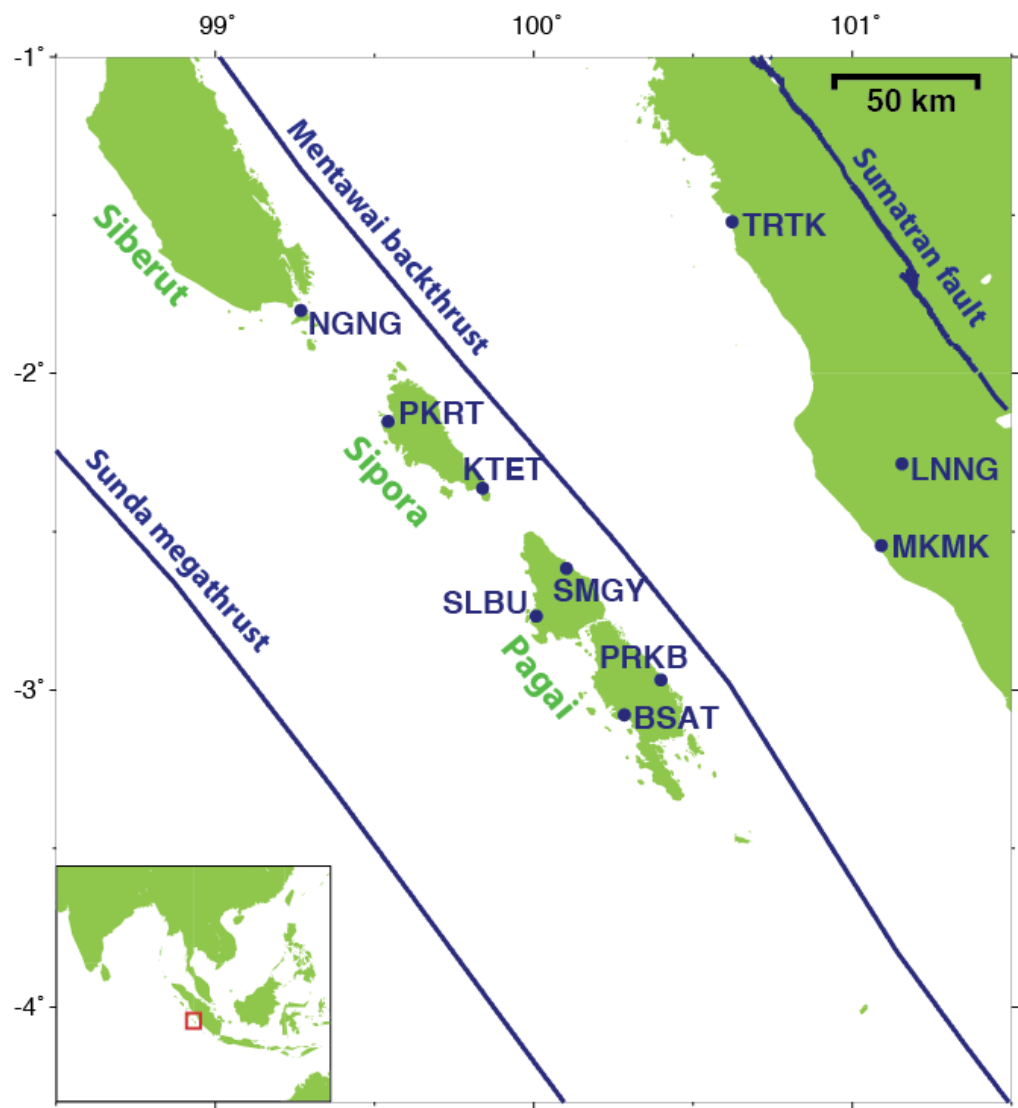 99˚ 100˚ 101˚
-1˚
50 km
Mentawai backthrust
Sumatran fault
Siberut
TRTK
NGNG
-2˚
PKRT
Sipora
KTET
LNNG
Sunda megathrust
MKMK
SMGY
SLBU
Pagai
PRKB
-3˚
BSAT
-4˚